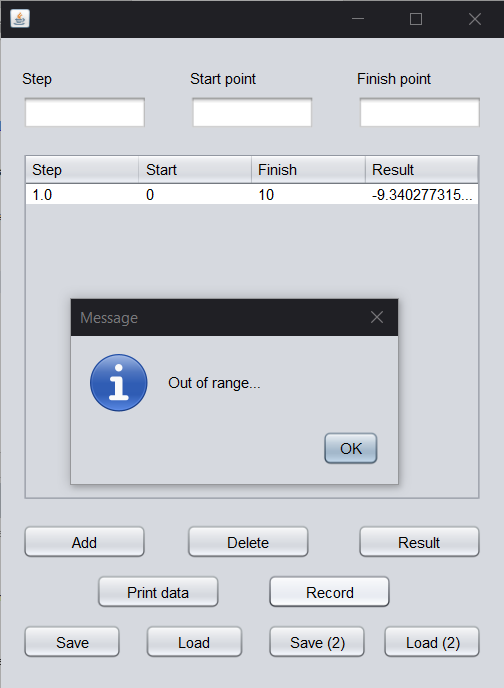 Step Start point Finish point
Step Start Finish Result
1.0 0 10 -9.340277315...
Message
Out of range...
OK
Add Delete Result
Print data Record
Save Load Save (2) Load (2)